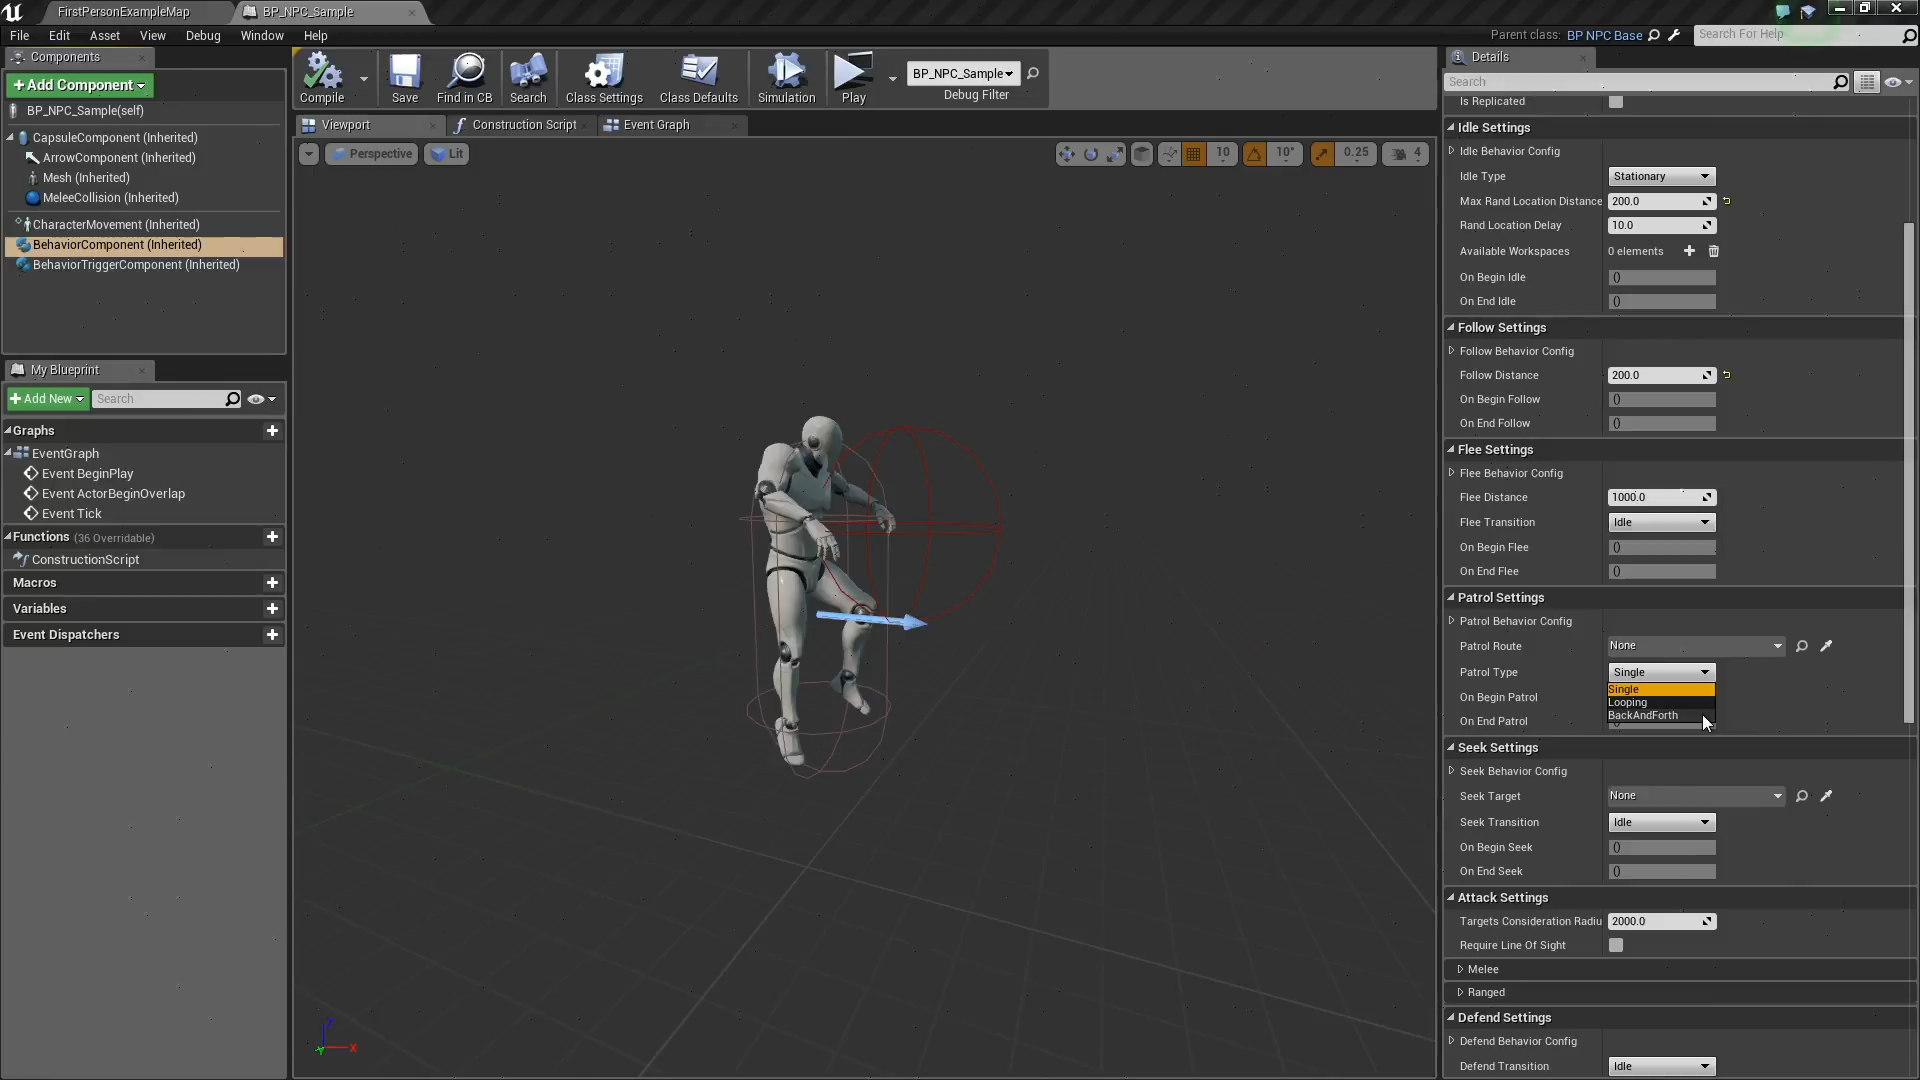 FirstPersonExampleMap
BP_NPC_Sample
File Edit Asset View Debug Window Help
Parent class: BP NPC Base
Search For Help
Components
+Add Component
BP_NPC_Sample(self)
CapsuleComponent (Inherited)
ArrowComponent (Inherited)
Mesh (Inherited)
MeleeCollision (Inherited)
CharacterMovement (Inherited)
BehaviorComponent (Inherited)
BehaviorTriggerComponent (Inherited)
My Blueprint
+Add New
Search
Graphs
EventGraph
Event BeginPlay
Event ActorBeginOverlap
Event Tick
Functions (36 Overridable)
ConstructionScript
Macros
Variables
Event Dispatchers
Compile
Save
Find in CB
Search
Class Settings
Class Defaults
Simulation
Play
BP_NPC_Sample
Debug Filter
Viewport
Construction Script
Event Graph
Perspective
Lit
10
10°
0.25
4
Z
Y
X
Details
Search
Is Replicated
Idle Settings
Idle Behavior Config
Idle Type Stationary
Max Rand Location Distance 200.0
Rand Location Delay 10.0
Available Workspaces 0 elements
On Begin Idle ()
On End Idle ()
Follow Settings
Follow Behavior Config
Follow Distance 200.0
On Begin Follow ()
On End Follow ()
Flee Settings
Flee Behavior Config
Flee Distance 1000.0
Flee Transition Idle
On Begin Flee ()
On End Flee ()
Patrol Settings
Patrol Behavior Config
Patrol Route None
Patrol Type Single
Single
On Begin Patrol Looping
BackAndForth
On End Patrol
Seek Settings
Seek Behavior Config
Seek Target None
Seek Transition Idle
On Begin Seek ()
On End Seek ()
Attack Settings
Targets Consideration Radiu 2000.0
Require Line Of Sight
Melee
Ranged
Defend Settings
Defend Behavior Config
Defend Transition Idle